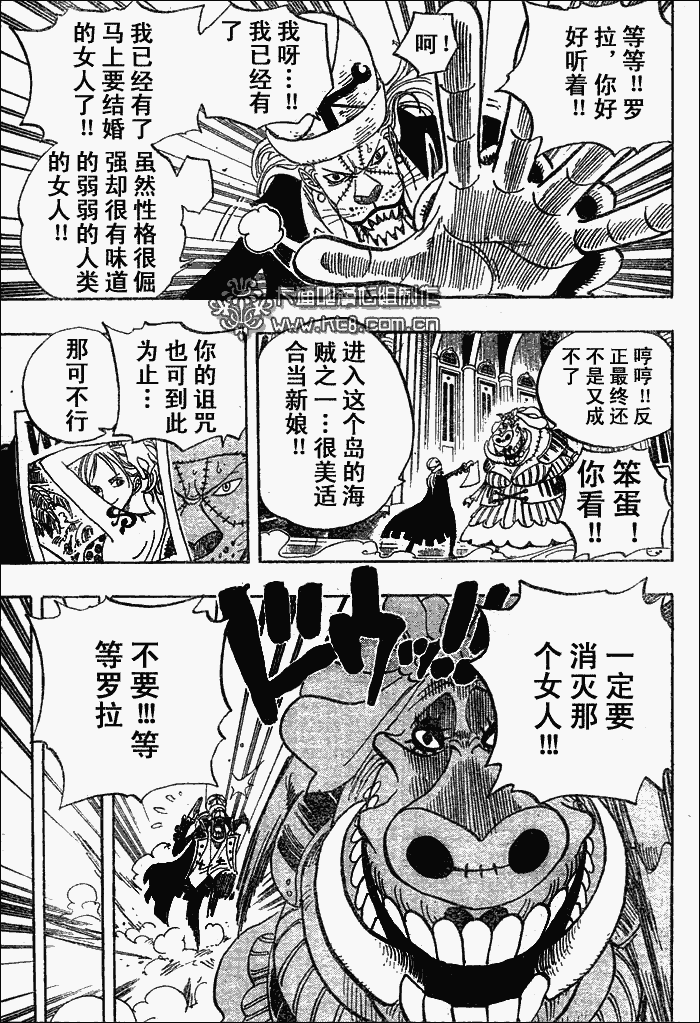 等等!!罗
拉,你好
好听着!!
呵!
我呀…!!
我已经有
了
我已经有了
马上要结婚
的女人了!!
虽然性格很倔
强却很有味道
的弱弱的人类
的女人!!
www.kc8.com.cn
哼哼!!反
正最终还
不是又成
不了
笨蛋!
你看!!
进入这个岛的海
贼之一…很美适
合当新娘!!
你的诅咒
也可到此
为止…
那可不行
一定要
消灭那
个女人!!!
不要!!!等
等罗拉